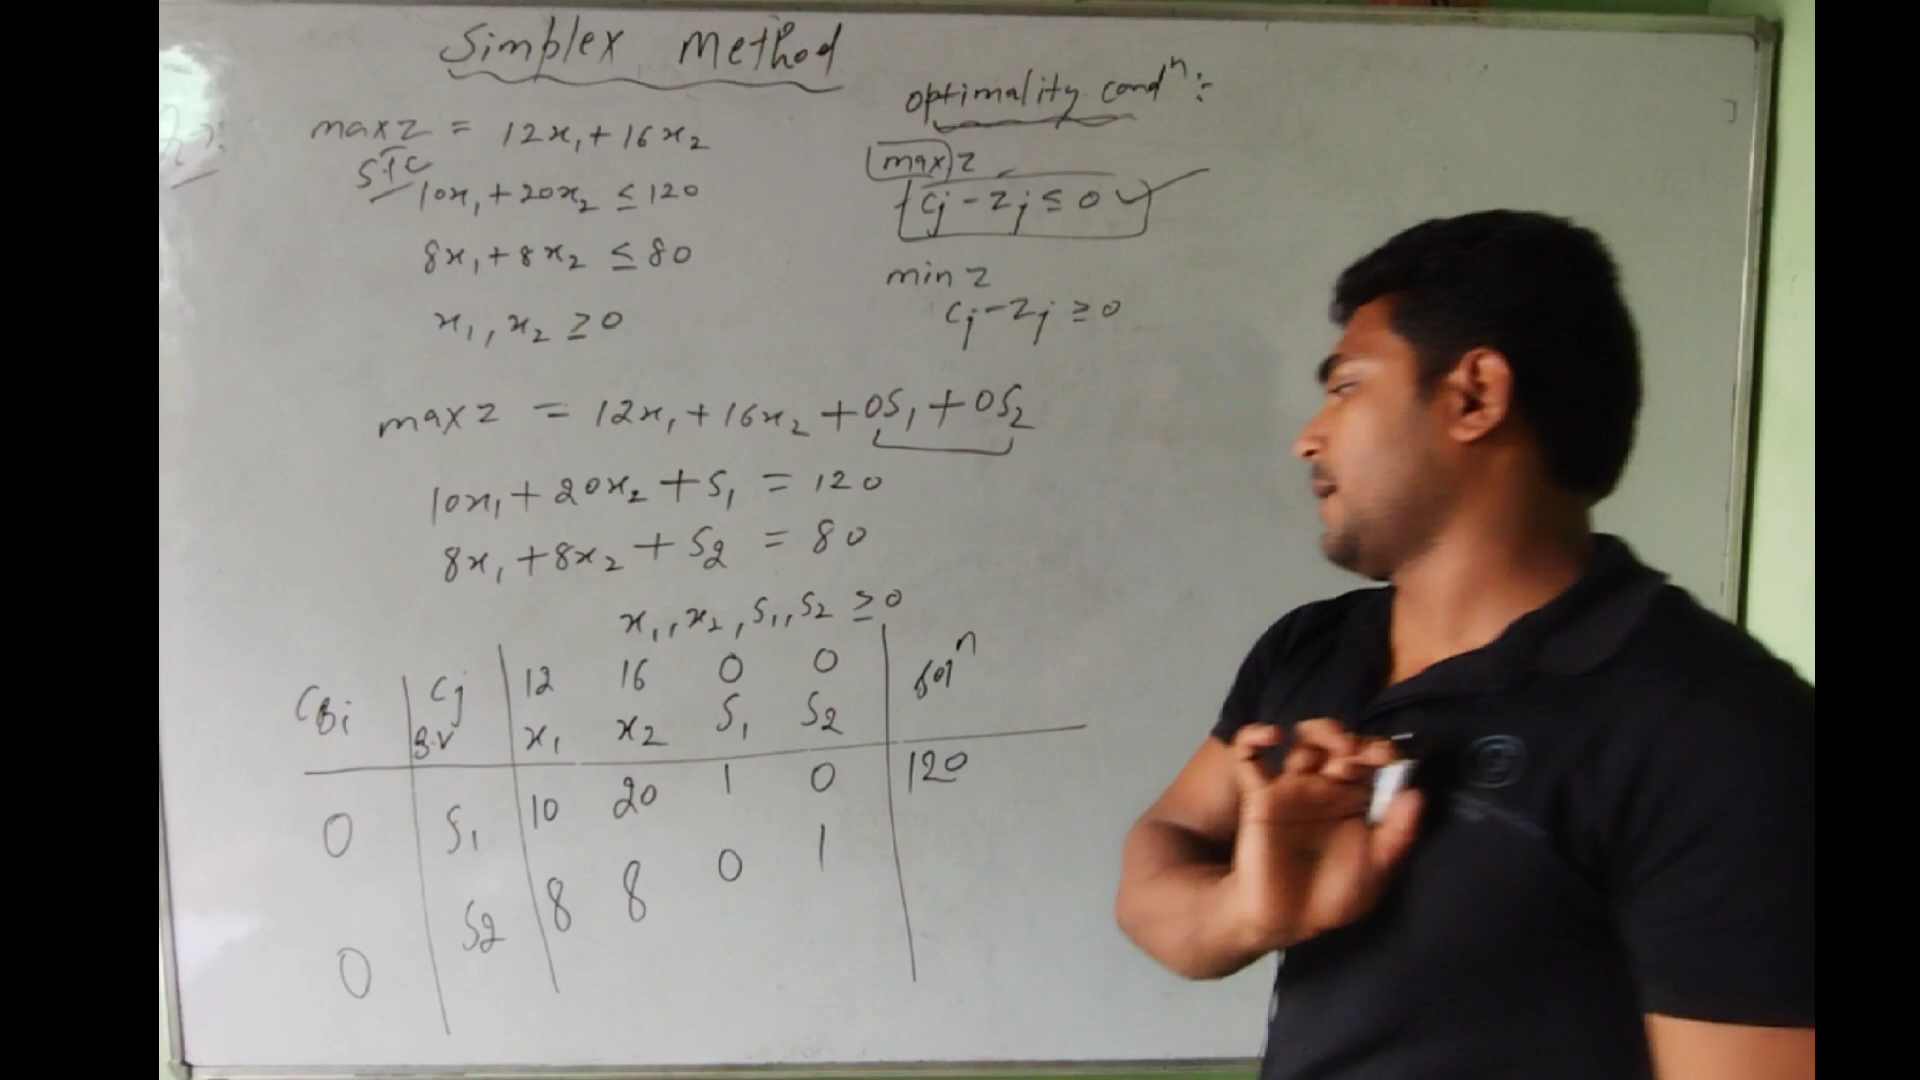 Simplex Method
max z = 12x₁ + 16x₂
STC
10x₁ + 20x₂ ≤ 120
8x₁ + 8x₂ ≤ 80
x₁, x₂ ≥ 0
optimality condⁿ :-
max z
Cj - Zj ≤ 0
min z
Cj - Zj ≥ 0
max z = 12x₁ + 16x₂ + 0S₁ + 0S₂
10x₁ + 20x₂ + S₁ = 120
8x₁ + 8x₂ + S₂ = 80
x₁, x₂, S₁, S₂ ≥ 0
CBi Cj 12 16 0 0 solⁿ
B.V x₁ x₂ S₁ S₂
0 S₁ 10 20 1 0 120
0 S₂ 8 8 0 1